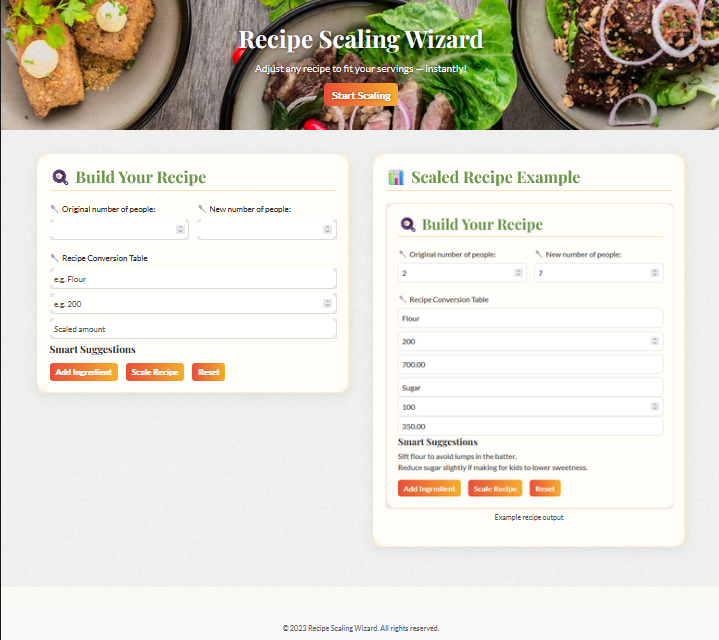 Recipe Scaling Wizard
Adjust any recipe to fit your servings — instantly!
Start Scaling
Build Your Recipe
Original number of people:
New number of people:
Recipe Conversion Table
e.g. Flour
e.g. 200
Scaled amount
Smart Suggestions
Add Ingredient
Scale Recipe
Reset
Scaled Recipe Example
Build Your Recipe
Original number of people:
New number of people:
2
7
Recipe Conversion Table
Flour
200
700.00
Sugar
100
350.00
Smart Suggestions
Sift flour to avoid lumps in the batter.
Reduce sugar slightly if making for kids to lower sweetness.
Add Ingredient
Scale Recipe
Reset
Example recipe output
© 2023 Recipe Scaling Wizard. All rights reserved.